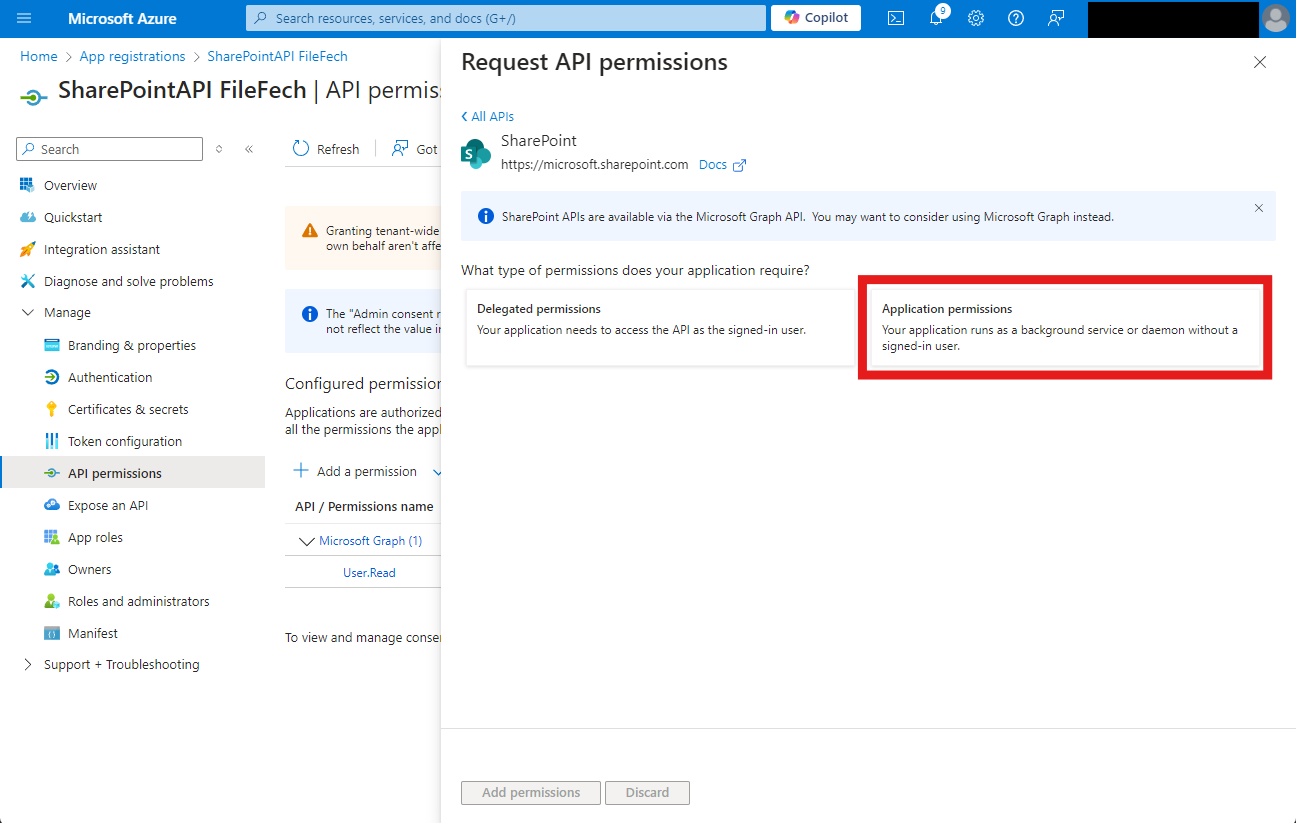 Microsoft Azure
Search resources, services, and docs (G+/)
Copilot
9
Home > App registrations > SharePointAPI FileFech
SharePointAPI FileFech | API permis
Search
Overview
Quickstart
Integration assistant
Diagnose and solve problems
Manage
Branding & properties
Authentication
Certificates & secrets
Token configuration
API permissions
Expose an API
App roles
Owners
Roles and administrators
Manifest
Support + Troubleshooting
Refresh
Got
Granting tenant-wide
own behalf aren't affe
The "Admin consent r
not reflect the value i
Configured permission
Applications are authorized
all the permissions the appl
Add a permission
API / Permissions name
Microsoft Graph (1)
User.Read
To view and manage conser
Request API permissions
All APIs
S
SharePoint
https://microsoft.sharepoint.com Docs
SharePoint APIs are available via the Microsoft Graph API. You may want to consider using Microsoft Graph instead.
What type of permissions does your application require?
Delegated permissions
Your application needs to access the API as the signed-in user.
Application permissions
Your application runs as a background service or daemon without a
signed-in user.
Add permissions
Discard